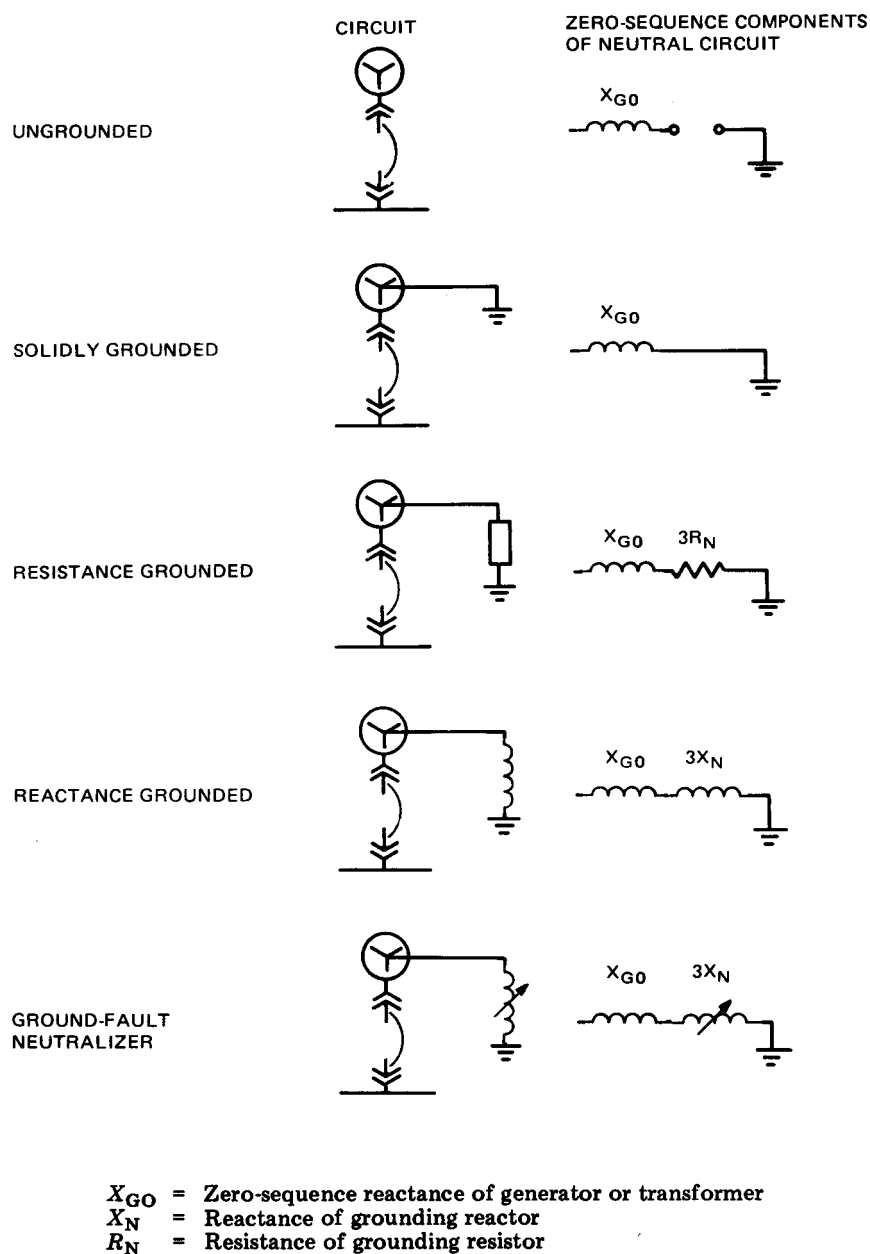 CIRCUIT
ZERO-SEQUENCE COMPONENTS
OF NEUTRAL CIRCUIT
UNGROUNDED
XG0
SOLIDLY GROUNDED
XG0
RESISTANCE GROUNDED
XG0 3RN
REACTANCE GROUNDED
XG0 3XN
GROUND-FAULT
NEUTRALIZER
XG0 3XN
XGO = Zero-sequence reactance of generator or transformer
XN = Reactance of grounding reactor
RN = Resistance of grounding resistor